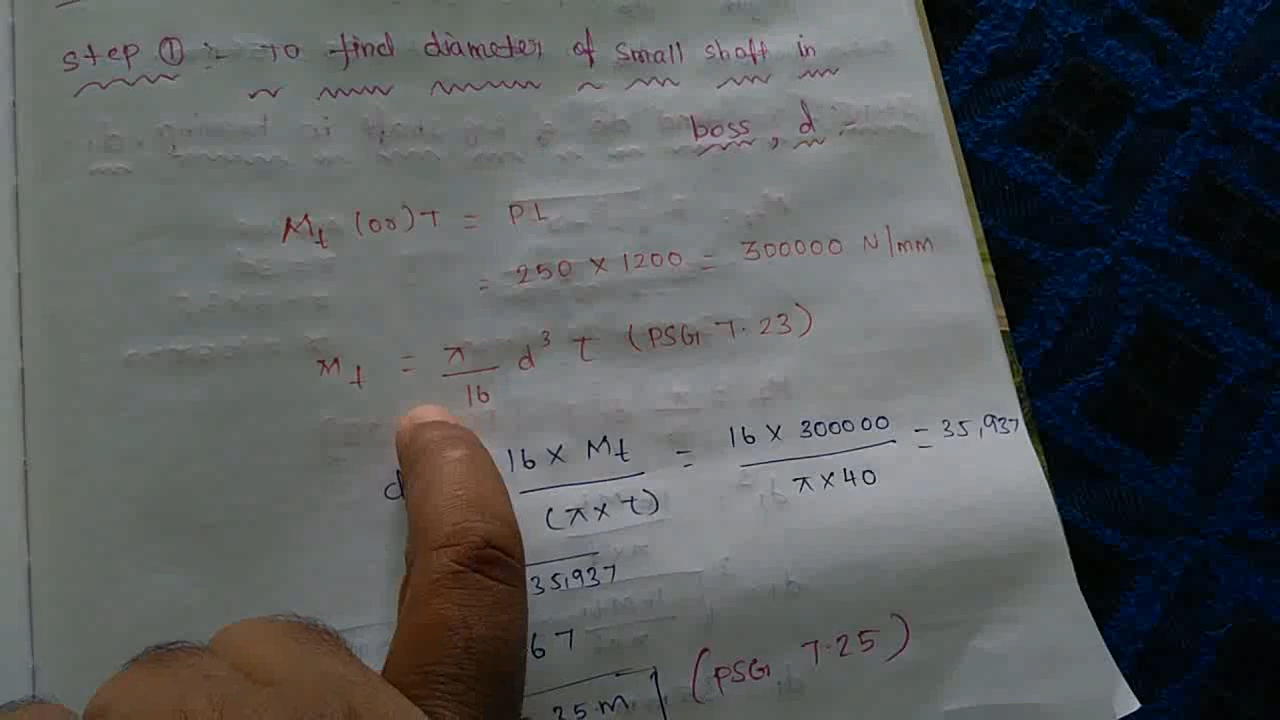 step ① :- To find diameter of small shaft in
boss, d :-
Mt (or) T = PL
= 250 × 1200 = 300000 N/mm
Mt = π/16 d³ τ (PSG 7.23)
d 16 × Mt / (π × τ) = 16 × 300000 / π × 40 = 35,937
35,937
67
25 m (PSG 7.25)